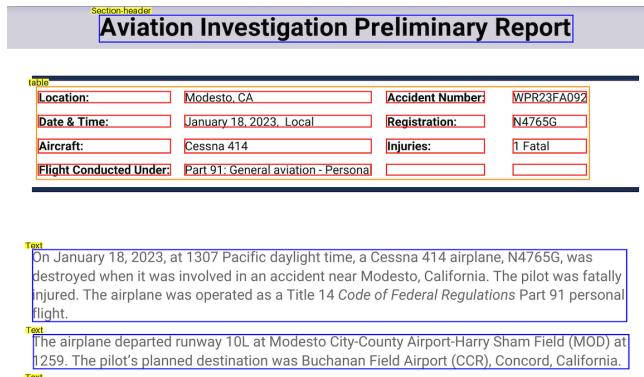 Section-header
Aviation Investigation Preliminary Report
table
Location: Modesto, CA Accident Number: WPR23FA092
Date & Time: January 18, 2023, Local Registration: N4765G
Aircraft: Cessna 414 Injuries: 1 Fatal
Flight Conducted Under: Part 91: General aviation - Personal
Text
On January 18, 2023, at 1307 Pacific daylight time, a Cessna 414 airplane, N4765G, was
destroyed when it was involved in an accident near Modesto, California. The pilot was fatally
injured. The airplane was operated as a Title 14 Code of Federal Regulations Part 91 personal
flight.
Text
The airplane departed runway 10L at Modesto City-County Airport-Harry Sham Field (MOD) at
1259. The pilot's planned destination was Buchanan Field Airport (CCR), Concord, California.
Text